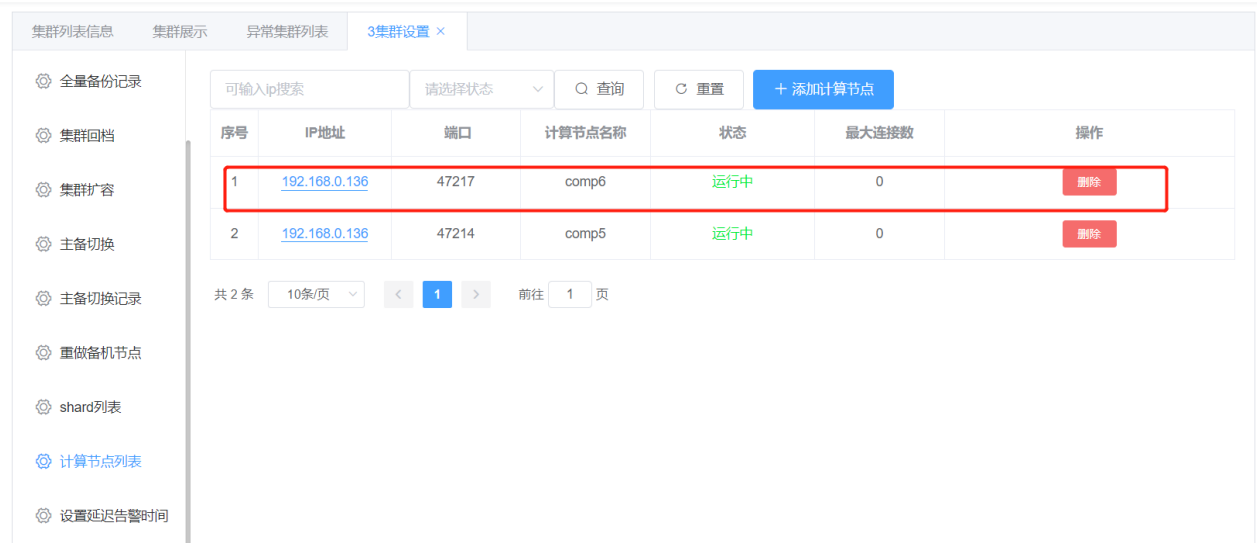 集群列表信息 集群展示 异常集群列表 3集群设置 ×
全量备份记录
集群回档
集群扩容
主备切换
主备切换记录
重做备机节点
shard列表
计算节点列表
设置延迟告警时间
可输入ip搜索 请选择状态 查询 重置 + 添加计算节点
序号 IP地址 端口 计算节点名称 状态 最大连接数 操作
1 192.168.0.136 47217 comp6 运行中 0 删除
2 192.168.0.136 47214 comp5 运行中 0 删除
共 2 条 10条/页 < 1 > 前往 1 页